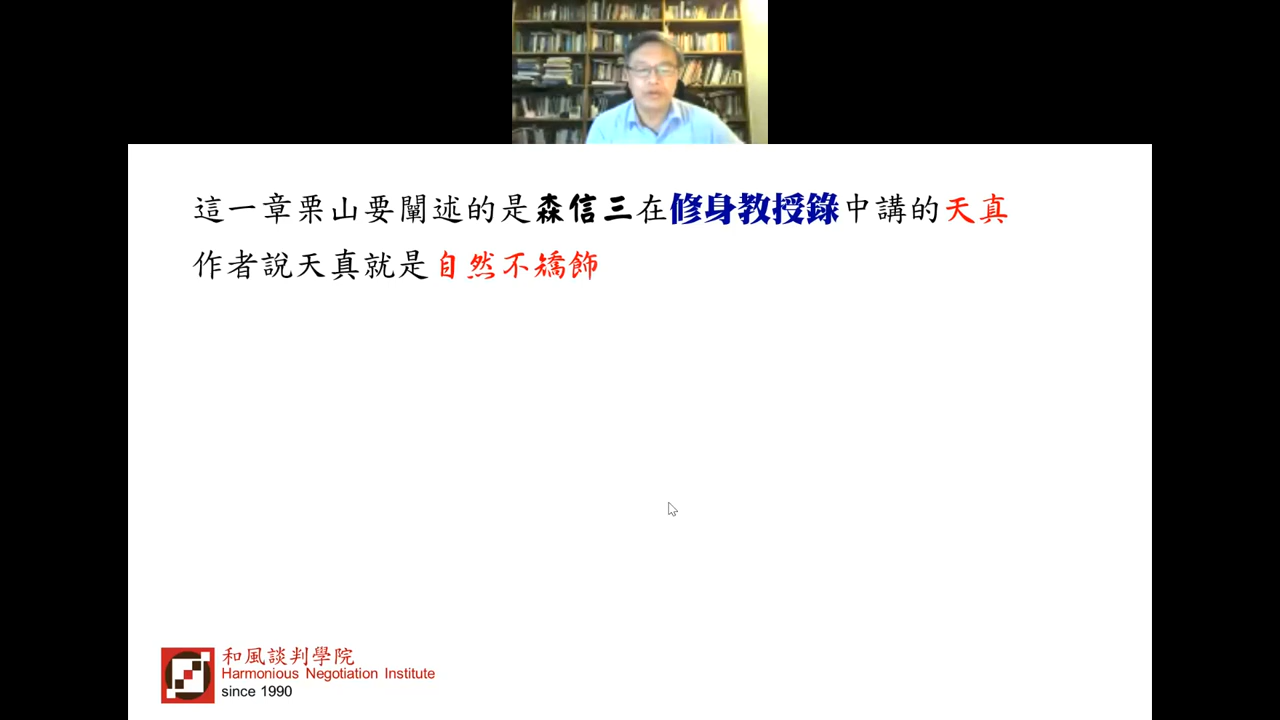 這一章栗山要闡述的是森信三在修身教授錄中講的天真
作者說天真就是自然不矯飾
和風談判學院
Harmonious Negotiation Institute
since 1990